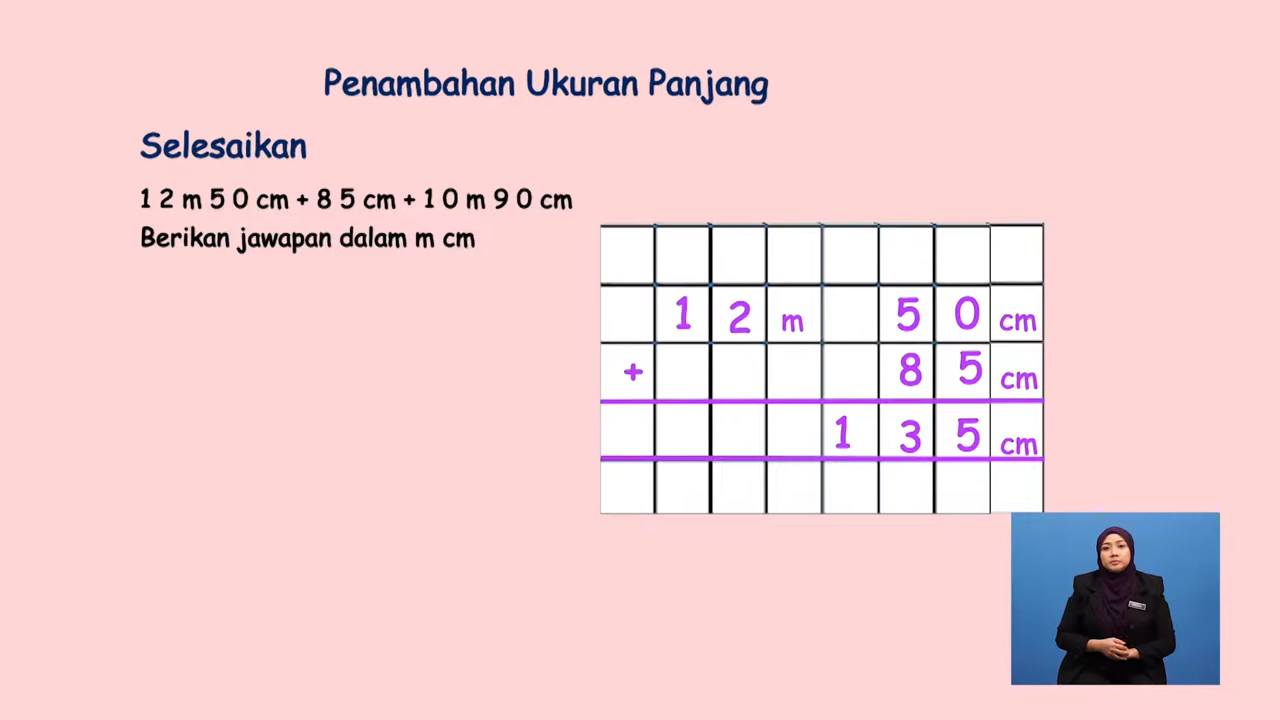 Penambahan Ukuran Panjang
Selesaikan
1 2 m 5 0 cm + 8 5 cm + 1 0 m 9 0 cm
Berikan jawapan dalam m cm
1 2 m 5 0 cm
+ 8 5 cm
1 3 5 cm